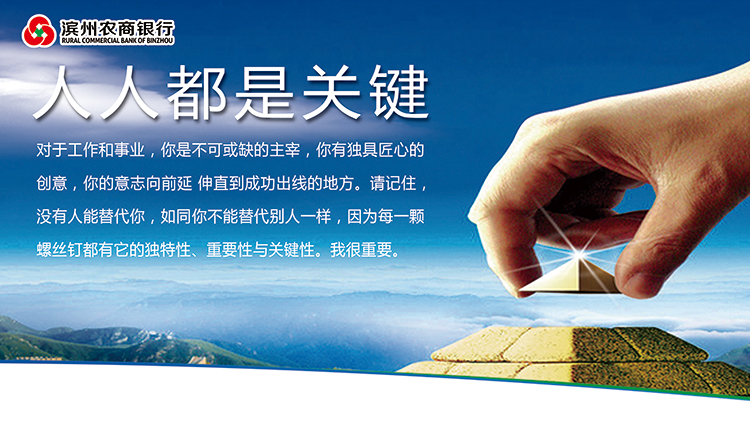 滨州农商银行
RURAL COMMERCIAL BANK OF BINZHOU
人人都是关键
对于工作和事业，你是不可或缺的主宰，你有独具匠心的
创意，你的意志向前延 伸直到成功出线的地方。请记住，
没有人能替代你，如同你不能替代别人一样，因为每一颗
螺丝钉都有它的独特性、重要性与关键性。我很重要。